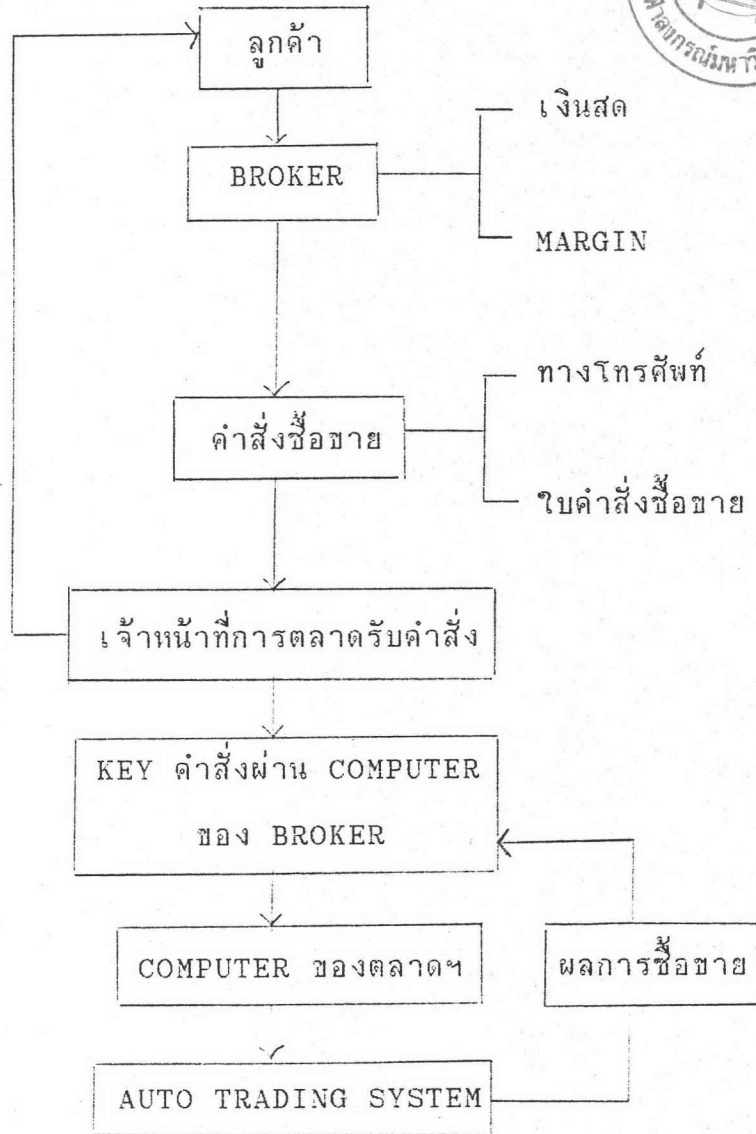 ลูกค้า
เงินสด
BROKER
MARGIN
ทางโทรศัพท์
คำสั่งซื้อขาย
ใบคำสั่งซื้อขาย
เจ้าหน้าที่การตลาดรับคำสั่ง
KEY คำสั่งผ่าน COMPUTER
ของ BROKER
COMPUTER ของตลาดฯ
ผลการซื้อขาย
AUTO TRADING SYSTEM